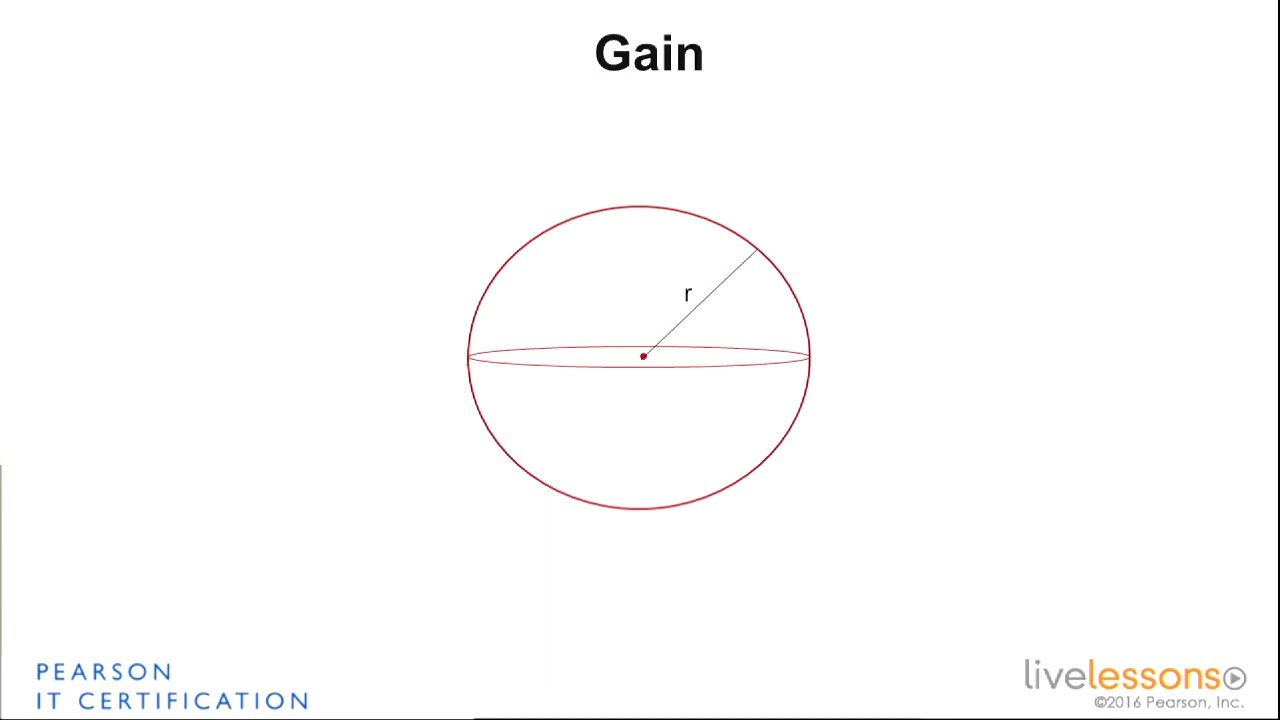 Gain
r
PEARSON
IT CERTIFICATION
livelessons
©2016 Pearson, Inc.